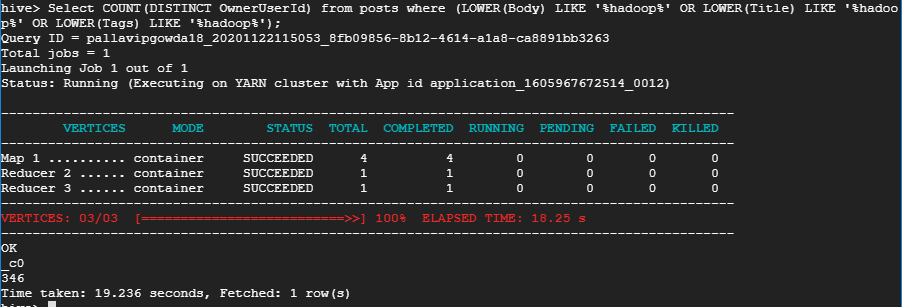 hive> Select COUNT(DISTINCT OwnerUserId) from posts where (LOWER(Body) LIKE '%hadoop%' OR LOWER(Title) LIKE '%hadoo
p%' OR LOWER(Tags) LIKE '%hadoop%');
Query ID = pallavipgowda18_20201122115053_8fb09856-8b12-4614-a1a8-ca8891bb3263
Total jobs = 1
Launching Job 1 out of 1
Status: Running (Executing on YARN cluster with App id application_1605967672514_0012)
----------------------------------------------------------------------------------------------
VERTICES MODE STATUS TOTAL COMPLETED RUNNING PENDING FAILED KILLED
----------------------------------------------------------------------------------------------
Map 1 .......... container SUCCEEDED 4 4 0 0 0 0
Reducer 2 ...... container SUCCEEDED 1 1 0 0 0 0
Reducer 3 ...... container SUCCEEDED 1 1 0 0 0 0
----------------------------------------------------------------------------------------------
VERTICES: 03/03 [==========================>>] 100% ELAPSED TIME: 18.25 s
----------------------------------------------------------------------------------------------
OK
_c0
346
Time taken: 19.236 seconds, Fetched: 1 row(s)
hive>